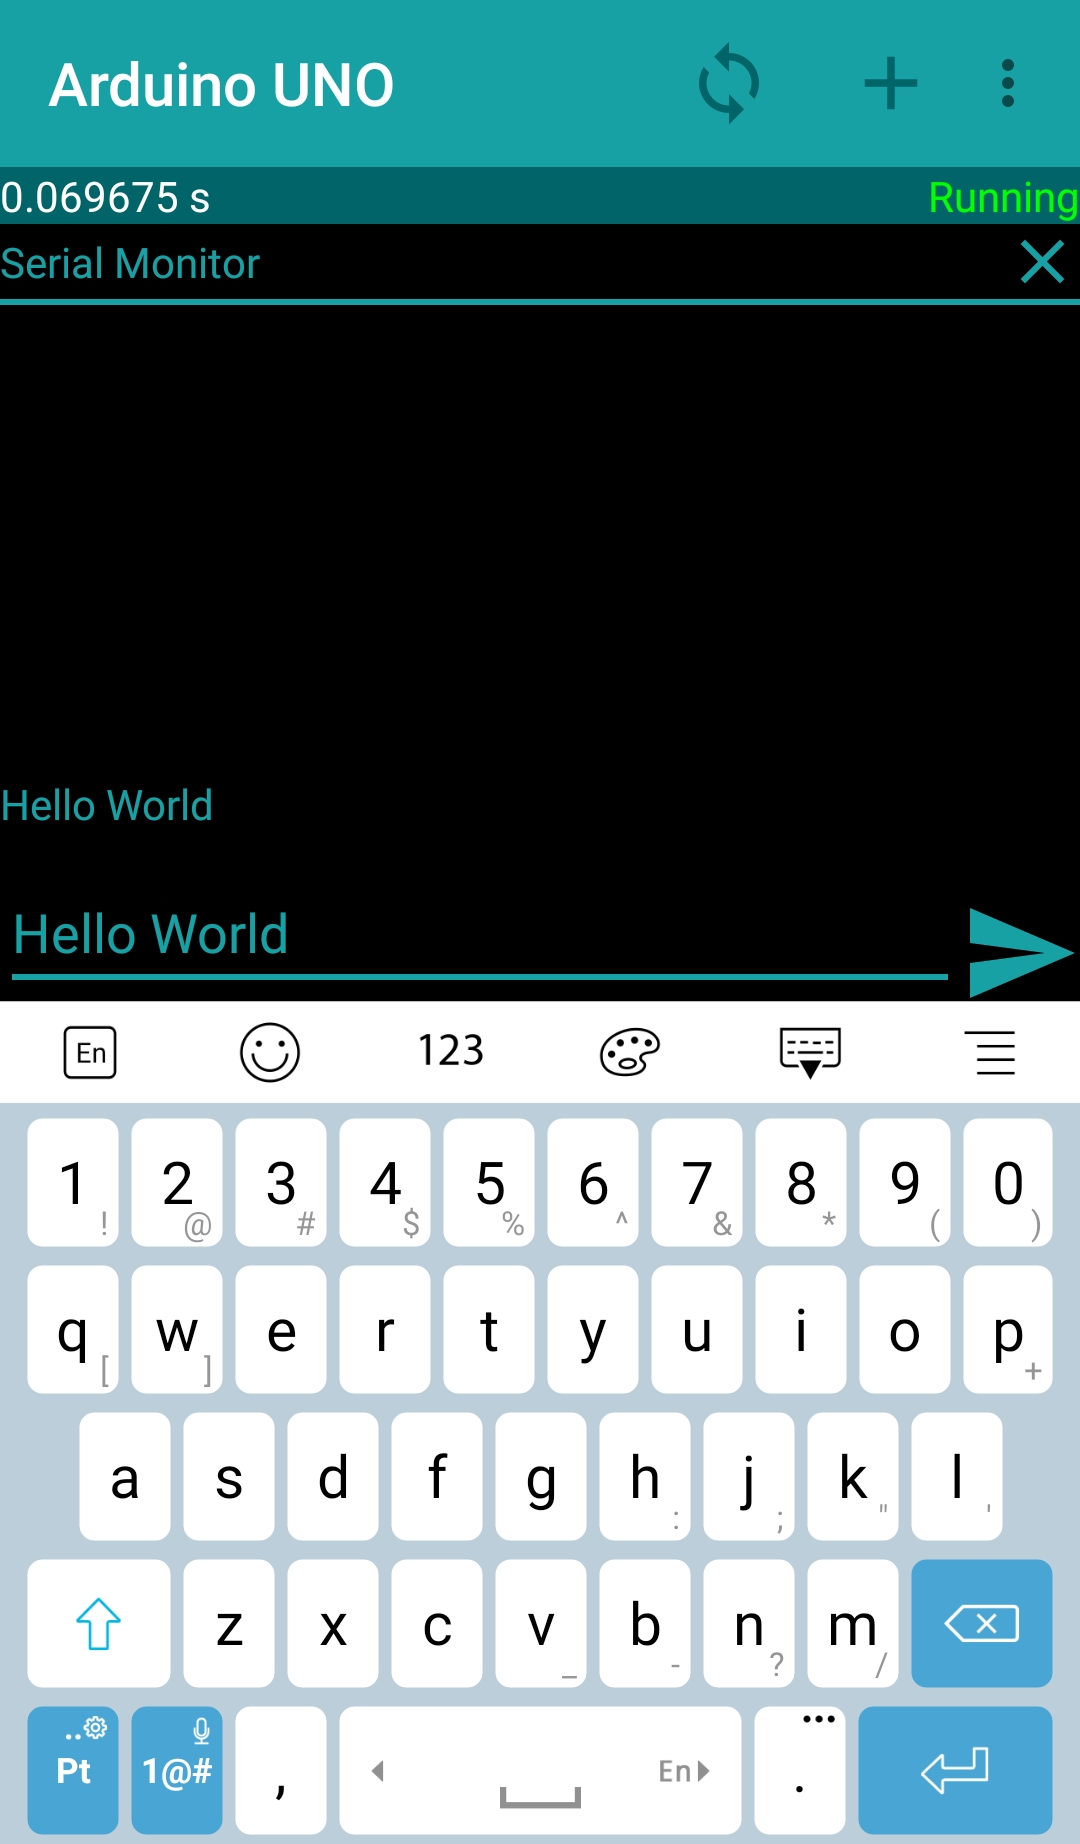 Arduino UNO
0.069675 s Running
Serial Monitor
Hello World
Hello World
En 123
1 ! 2 @ 3 # 4 $ 5 % 6 ^ 7 & 8 * 9 ( 0 )
q [ w ] e r t y u i o p +
a s d f g h : j ; k " l '
z x c v _ b - n ? m /
Pt 1@# , En .